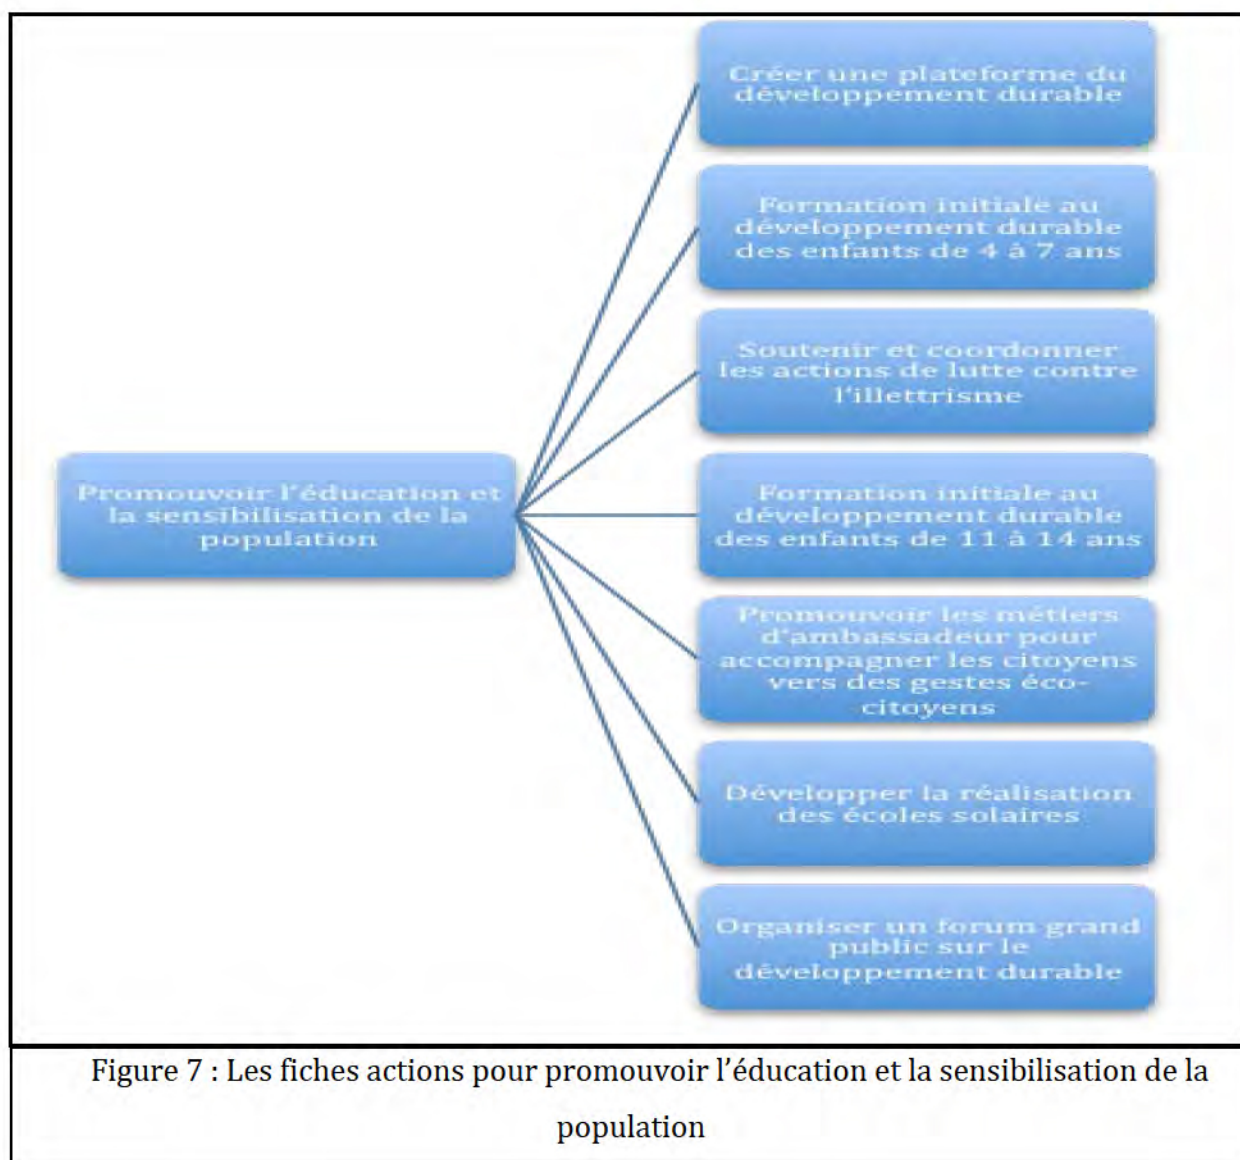 Créer une plateforme du
développement durable
Formation initiale au
développement durable
des enfants de 4 à 7 ans
Soutenir et coordonner
les actions de lutte contre
l'illettrisme
Promouvoir l'éducation et
la sensibilisation de la
population
Formation initiale au
développement durable
des enfants de 11 à 14 ans
Promouvoir les métiers
d'ambassadeur pour
accompagner les citoyens
vers des gestes éco-
citoyens
Développer la réalisation
des écoles solaires
Organiser un forum grand
public sur le
développement durable
Figure 7 : Les fiches actions pour promouvoir l'éducation et la sensibilisation de la
population